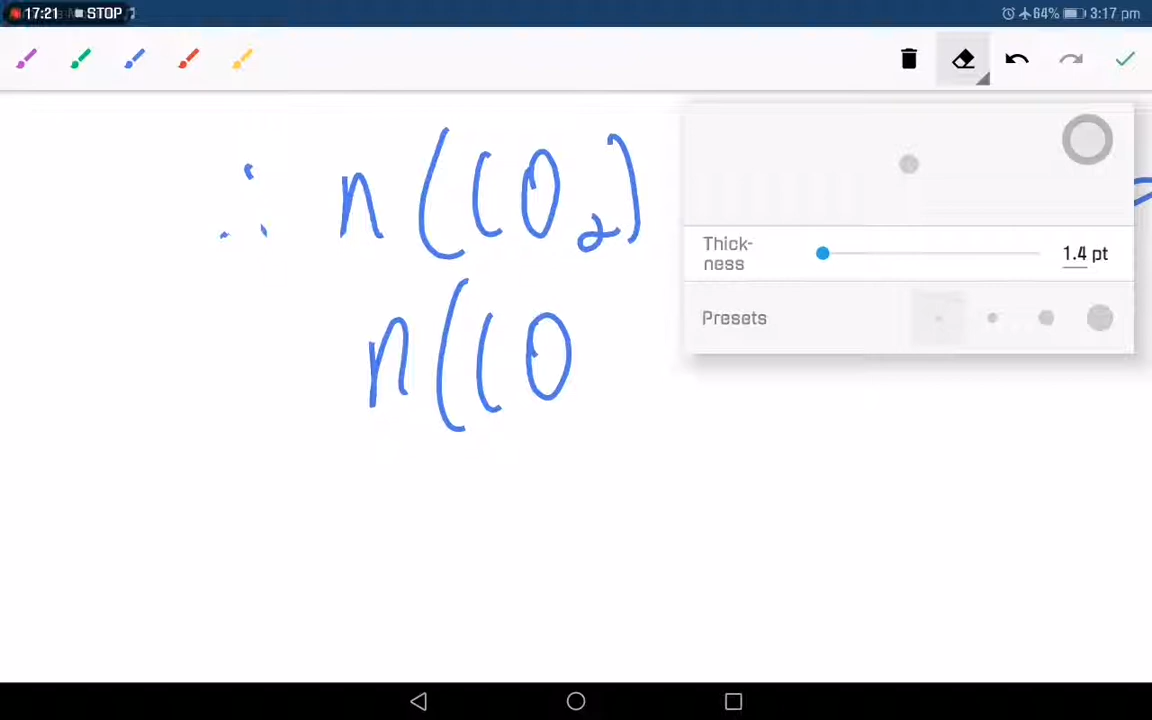 17:21 STOP 64% 3:17 pm
∴ n(CO₂)
Thick-
ness 1.4 pt
Presets
n(CO